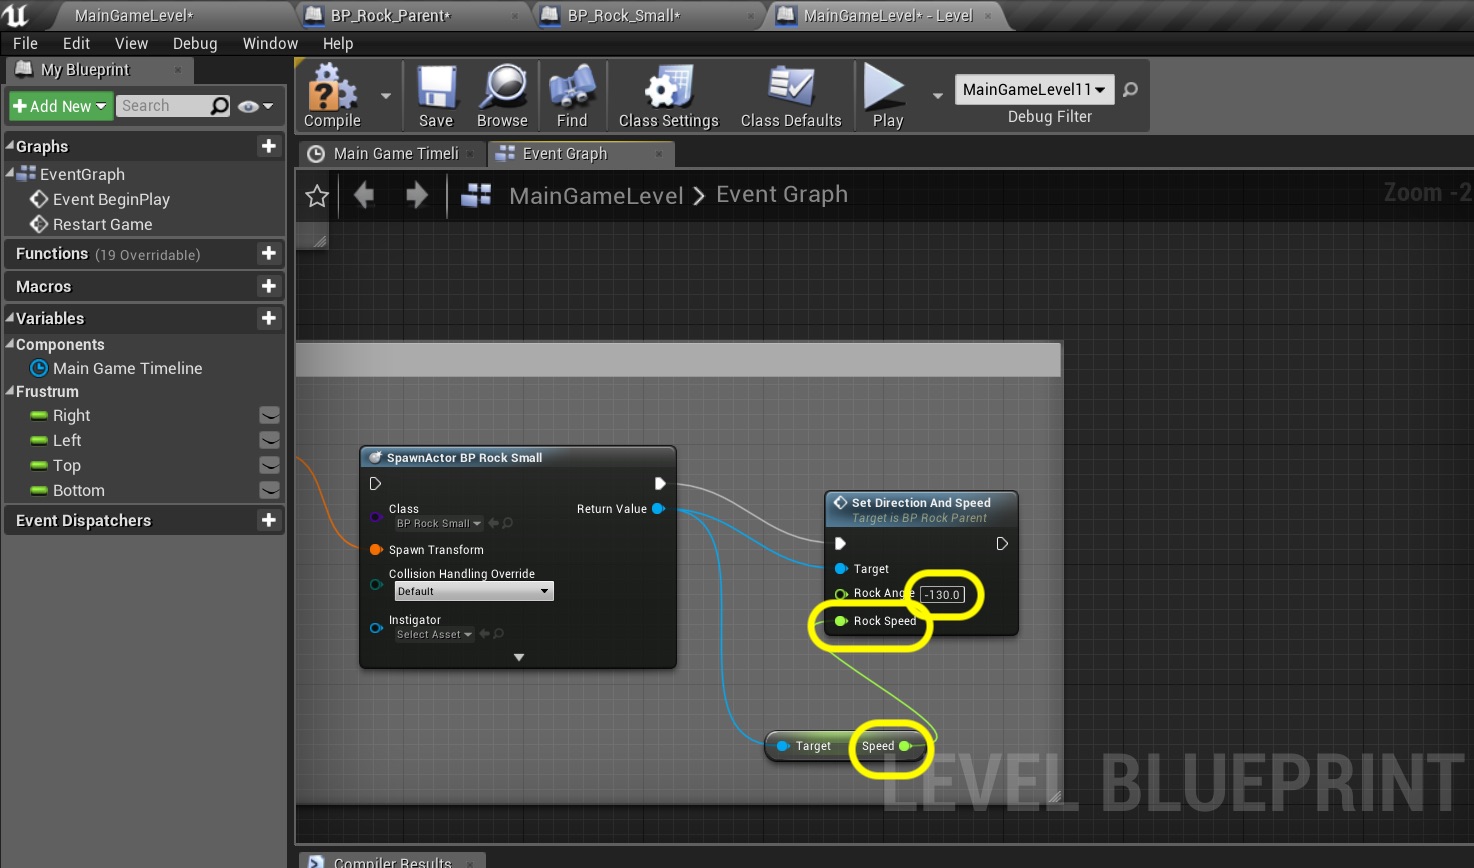 MainGameLevel*
BP_Rock_Parent*
BP_Rock_Small*
MainGameLevel* - Level
File Edit View Debug Window Help
My Blueprint
Add New
Search
Compile
Save
Browse
Find
Class Settings
Class Defaults
Play
MainGameLevel11
Debug Filter
Graphs
EventGraph
Event BeginPlay
Restart Game
Functions (19 Overridable)
Macros
Variables
Components
Main Game Timeline
Frustrum
Right
Left
Top
Bottom
Event Dispatchers
Main Game Timeli
Event Graph
MainGameLevel > Event Graph
Zoom -2
SpawnActor BP Rock Small
Class
BP Rock Small
Return Value
Spawn Transform
Collision Handling Override
Default
Instigator
Select Asset
Set Direction And Speed
Target is BP Rock Parent
Target
Rock Angle -130.0
Rock Speed
Target Speed
LEVEL BLUEPRINT
Compiler Results